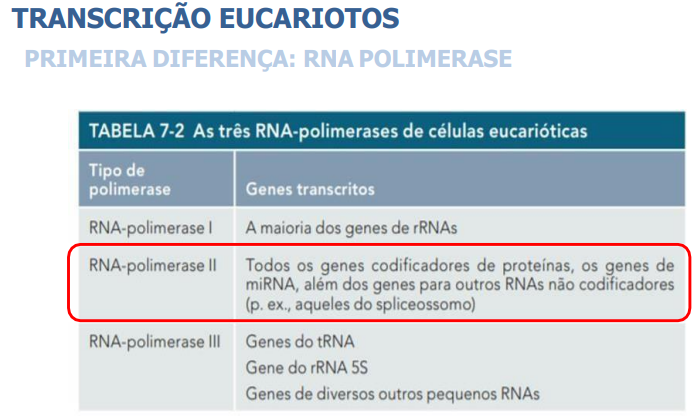 TRANSCRIÇÃO EUCARIOTOS
PRIMEIRA DIFERENÇA: RNA POLIMERASE
TABELA 7-2 As três RNA-polimerases de células eucarióticas
Tipo de
polimerase
Genes transcritos
RNA-polimerase I
A maioria dos genes de rRNAs
RNA-polimerase II
Todos os genes codificadores de proteínas, os genes de
miRNA, além dos genes para outros RNAs não codificadores
(p. ex., aqueles do spliceossomo)
RNA-polimerase III
Genes do tRNA
Gene do rRNA 5S
Genes de diversos outros pequenos RNAs